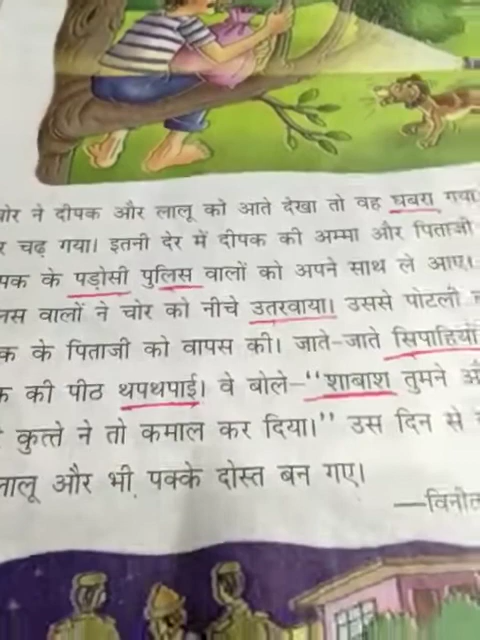 चोर ने दीपक और लालू को आते देखा तो वह घबरा गया
चढ़ गया। इतनी देर में दीपक की अम्मा और पिताजी
पक के पड़ोसी पुलिस वालों को अपने साथ ले आए।
लिस वालों ने चोर को नीचे उतरवाया। उससे पोटली
क के पिताजी को वापस की। जाते-जाते सिपाहियों
क की पीठ थपथपाई। वे बोले-"शाबाश तुमने
कुत्ते ने तो कमाल कर दिया।" उस दिन से
लालू और भी पक्के दोस्त बन गए।
—विनी